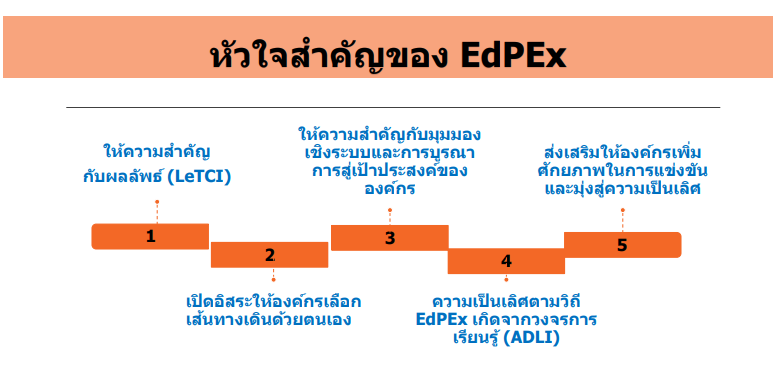 หัวใจสำคัญของ EdPEx
ให้ความสำคัญ
กับผลลัพธ์ (LeTCI)
1
เปิดอิสระให้องค์กรเลือก
เส้นทางเดินด้วยตนเอง
2
ให้ความสำคัญกับมุมมอง
เชิงระบบและการบูรณา
การสู่เป้าประสงค์ของ
องค์กร
3
ความเป็นเลิศตามวิถี
EdPEx เกิดจากวงจรการ
เรียนรู้ (ADLI)
4
ส่งเสริมให้องค์กรเพิ่ม
ศักยภาพในการแข่งขัน
และมุ่งสู่ความเป็นเลิศ
5